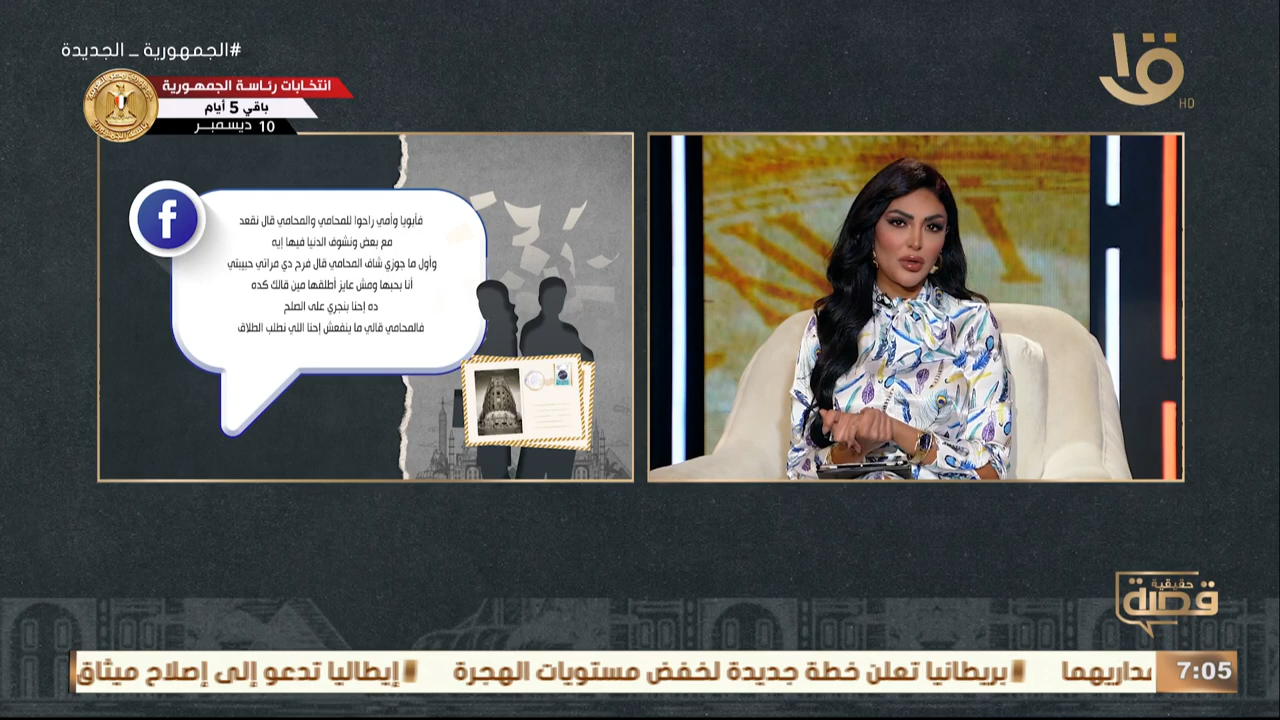 #الجمهورية _ الجديدة
انتخابات رئاسة الجمهورية
باقي 5 أيام
10 ديسمبر
HD
فأبويا وأمي راحوا للمحامي والمحامي قال نقعد
مع بعض ونشوف الدنيا فيها إيه
وأول ما جوزي شاف المحامي قال فرح دي مراتي حبيبتي
أنا بحبها ومش عايز أطلقها مين قالك كده
ده إحنا بنجري على الصلح
فالمحامي قالي ما ينفعش إحنا اللي نطلب الطلاق
قصة
حقيقية
7:05
بريطانيا تعلن خطة جديدة لخفض مستويات الهجرة
إيطاليا تدعو إلى إصلاح ميثاق